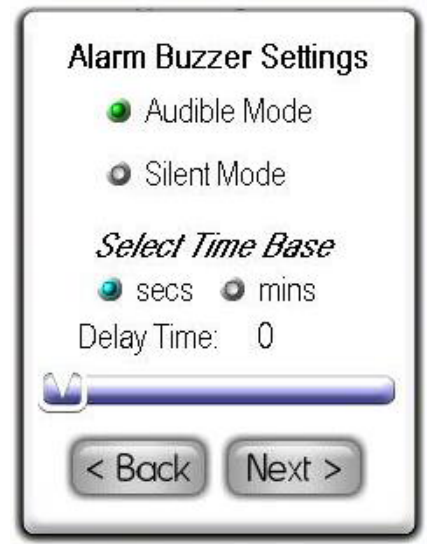 Alarm Buzzer Settings
Audible Mode
Silent Mode
Select Time Base
secs mins
Delay Time: 0
< Back Next >